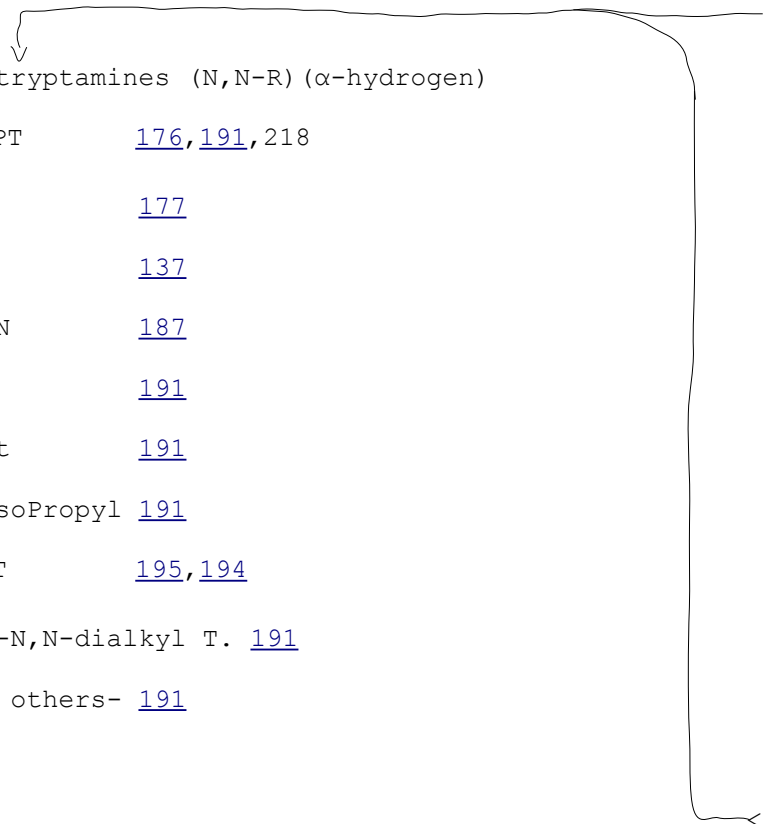 tryptamines (N,N-R)(α-hydrogen)
PT 176,191,218
177
137
N 187
191
t 191
soPropyl 191
T 195,194
-N,N-dialkyl T. 191
others- 191